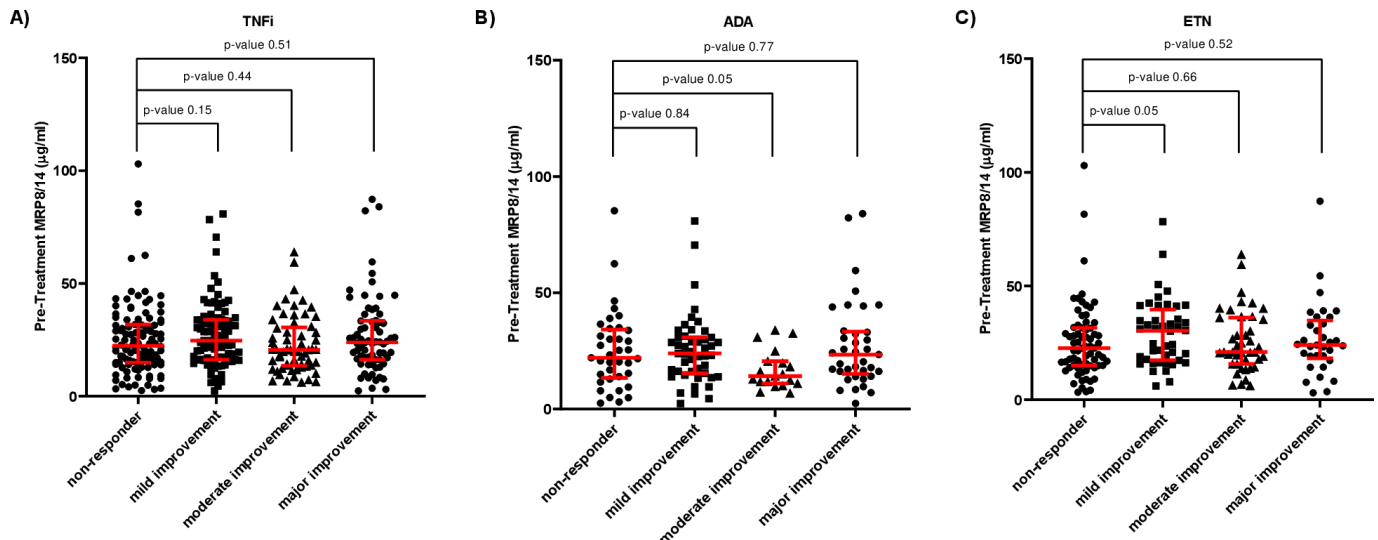 A)
TNFi
p-value 0.51
p-value 0.44
p-value 0.15
Pre-Treatment MRP8/14 (µg/ml)
150
100
50
0
non-responder
mild improvement
moderate improvement
major improvement
B)
ADA
p-value 0.77
p-value 0.05
p-value 0.84
Pre-Treatment MRP8/14 (µg/ml)
150
100
50
0
non-responder
mild improvement
moderate improvement
major improvement
C)
ETN
p-value 0.52
p-value 0.66
p-value 0.05
Pre-Treatment MRP8/14 (µg/ml)
150
100
50
0
non-responder
mild improvement
moderate improvement
major improvement